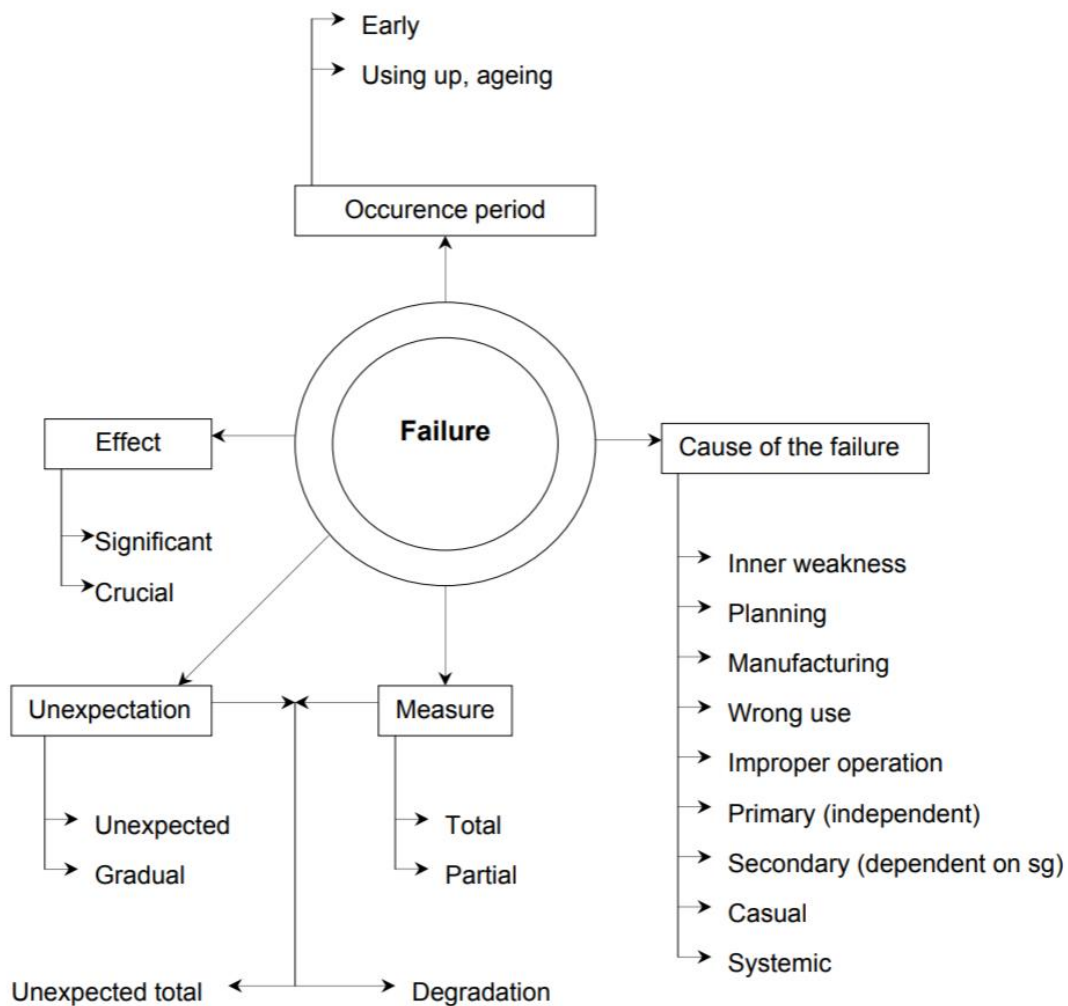 Early
Using up, ageing
Occurence period
Failure
Effect
Significant
Crucial
Cause of the failure
Inner weakness
Planning
Manufacturing
Wrong use
Improper operation
Primary (independent)
Secondary (dependent on sg)
Casual
Systemic
Unexpectation
Unexpected
Gradual
Measure
Total
Partial
Unexpected total
Degradation